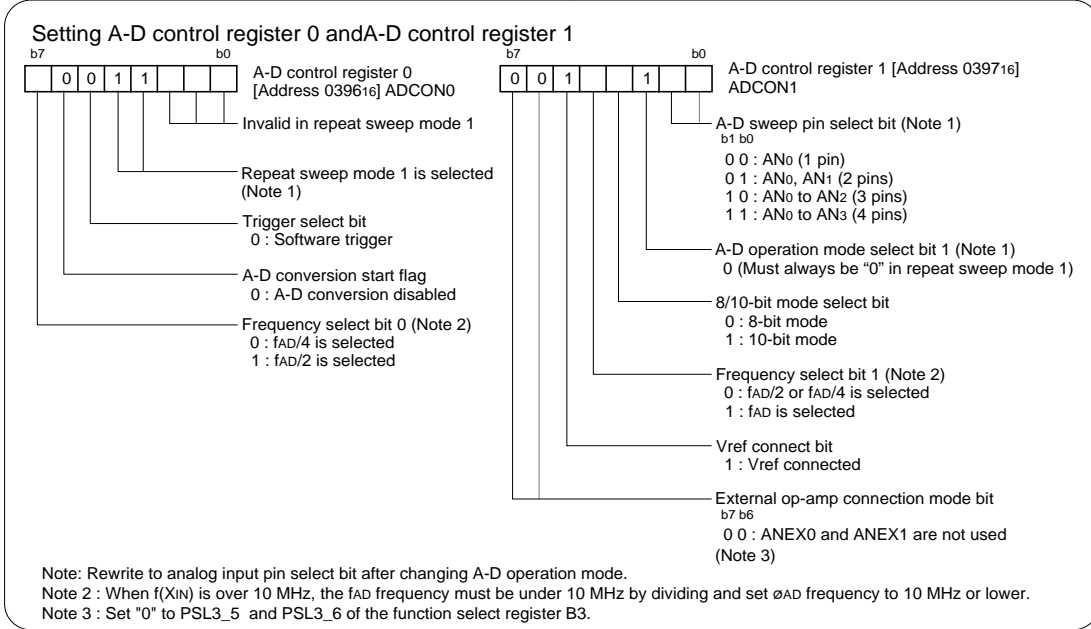 Setting A-D control register 0 andA-D control register 1
b7 b0
0 0 1 1
A-D control register 0
[Address 039616] ADCON0
Invalid in repeat sweep mode 1
Repeat sweep mode 1 is selected
(Note 1)
Trigger select bit
0 : Software trigger
A-D conversion start flag
0 : A-D conversion disabled
Frequency select bit 0 (Note 2)
0 : fAD/4 is selected
1 : fAD/2 is selected
b7 b0
0 0 1 1
A-D control register 1 [Address 039716]
ADCON1
A-D sweep pin select bit (Note 1)
b1 b0
0 0 : AN0 (1 pin)
0 1 : AN0, AN1 (2 pins)
1 0 : AN0 to AN2 (3 pins)
1 1 : AN0 to AN3 (4 pins)
A-D operation mode select bit 1 (Note 1)
0 (Must always be “0” in repeat sweep mode 1)
8/10-bit mode select bit
0 : 8-bit mode
1 : 10-bit mode
Frequency select bit 1 (Note 2)
0 : fAD/2 or fAD/4 is selected
1 : fAD is selected
Vref connect bit
1 : Vref connected
External op-amp connection mode bit
b7 b6
0 0 : ANEX0 and ANEX1 are not used
(Note 3)
Note: Rewrite to analog input pin select bit after changing A-D operation mode.
Note 2 : When f(XIN) is over 10 MHz, the fAD frequency must be under 10 MHz by dividing and set øAD frequency to 10 MHz or lower.
Note 3 : Set "0" to PSL3_5 and PSL3_6 of the function select register B3.